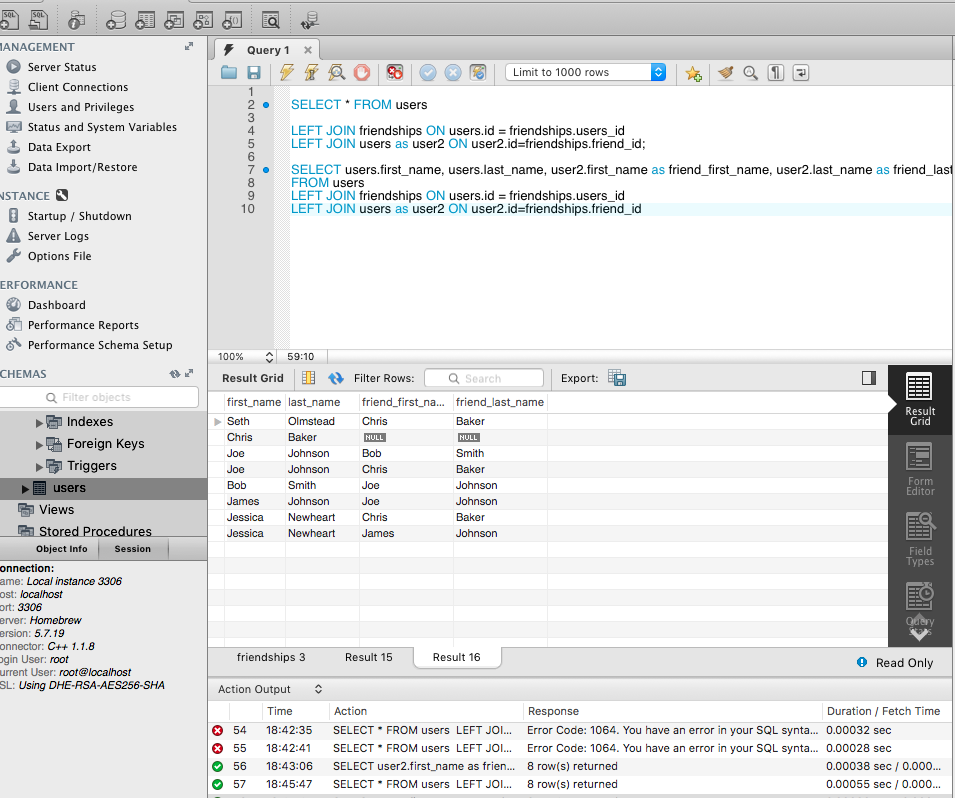 MANAGEMENT
Server Status
Client Connections
Users and Privileges
Status and System Variables
Data Export
Data Import/Restore
NSTANCE
Startup / Shutdown
Server Logs
Options File
ERFORMANCE
Dashboard
Performance Reports
Performance Schema Setup
SCHEMAS
Filter objects
Indexes
Foreign Keys
Triggers
users
Views
Stored Procedures
Object Info Session
onnection:
ame: Local instance 3306
ost: localhost
ort: 3306
erver: Homebrew
ersion: 5.7.19
onnector: C++ 1.1.8
ogin User: root
urrent User: root@localhost
SL: Using DHE-RSA-AES256-SHA
Query 1
Limit to 1000 rows
1
2 SELECT * FROM users
3
4 LEFT JOIN friendships ON users.id = friendships.users_id
5 LEFT JOIN users as user2 ON user2.id=friendships.friend_id;
6
7 SELECT users.first_name, users.last_name, user2.first_name as friend_first_name, user2.last_name as friend_last
8 FROM users
9 LEFT JOIN friendships ON users.id = friendships.users_id
10 LEFT JOIN users as user2 ON user2.id=friendships.friend_id
100% 59:10
Result Grid Filter Rows: Search Export:
first_name last_name friend_first_na... friend_last_name
Seth Olmstead Chris Baker
Chris Baker NULL NULL
Joe Johnson Bob Smith
Joe Johnson Chris Baker
Bob Smith Joe Johnson
James Johnson Joe Johnson
Jessica Newheart Chris Baker
Jessica Newheart James Johnson
Result
Grid
Form
Editor
Field
Types
Query
Stats
friendships 3 Result 15 Result 16 Read Only
Action Output
Time Action Response Duration / Fetch Time
54 18:42:35 SELECT * FROM users LEFT JOI... Error Code: 1064. You have an error in your SQL synta... 0.00032 sec
55 18:42:41 SELECT * FROM users LEFT JOI... Error Code: 1064. You have an error in your SQL synta... 0.00028 sec
56 18:43:06 SELECT user2.first_name as frien... 8 row(s) returned 0.00038 sec / 0.000...
57 18:45:47 SELECT * FROM users LEFT JOI... 8 row(s) returned 0.00055 sec / 0.000...